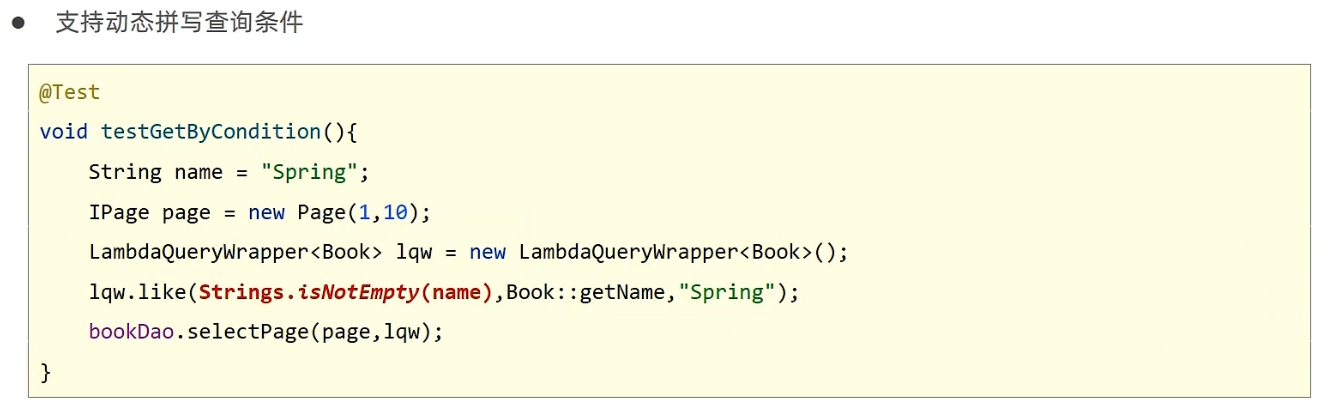 ● 支持动态拼写查询条件
@Test
void testGetByCondition(){
    String name = "Spring";
    IPage page = new Page(1,10);
    LambdaQueryWrapper<Book> lqw = new LambdaQueryWrapper<Book>();
    lqw.like(Strings.isNotEmpty(name),Book::getName,"Spring");
    bookDao.selectPage(page,lqw);
}